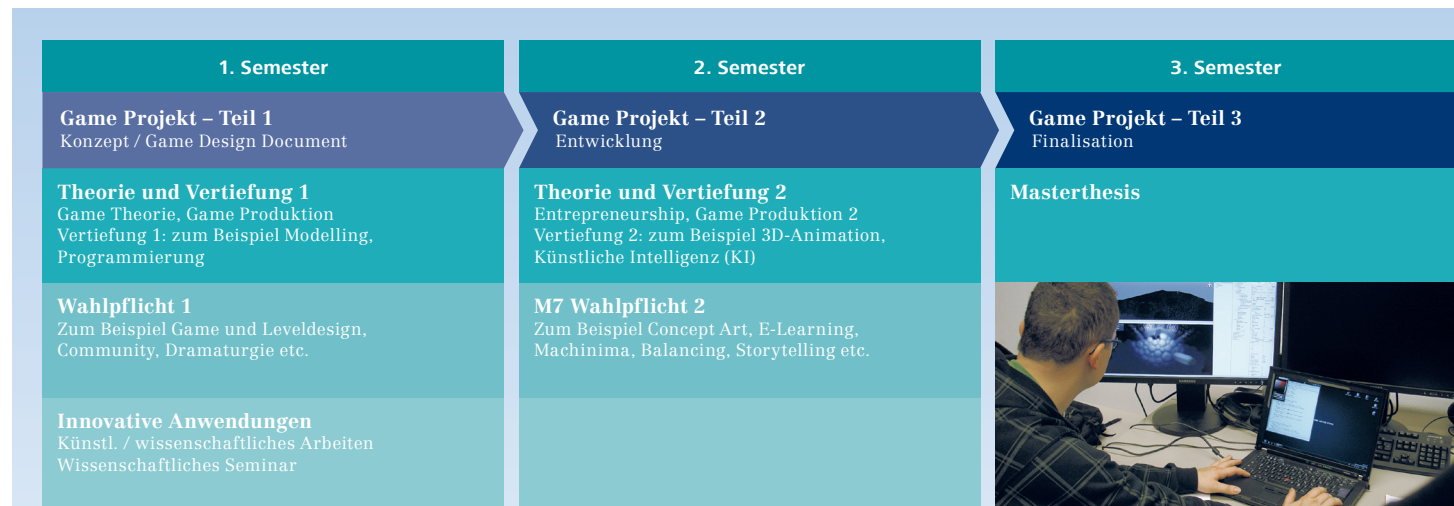 1. Semester
Game Projekt – Teil 1
Konzept / Game Design Document
Theorie und Vertiefung 1
Game Theorie, Game Produktion
Vertiefung 1: zum Beispiel Modelling,
Programmierung
Wahlpflicht 1
Zum Beispiel Game und Leveldesign,
Community, Dramaturgie etc.
Innovative Anwendungen
Künstl. / wissenschaftliches Arbeiten
Wissenschaftliches Seminar
2. Semester
Game Projekt – Teil 2
Entwicklung
Theorie und Vertiefung 2
Entrepreneurship, Game Produktion 2
Vertiefung 2: zum Beispiel 3D-Animation,
Künstliche Intelligenz (KI)
M7 Wahlpflicht 2
Zum Beispiel Concept Art, E-Learning,
Machinima, Balancing, Storytelling etc.
3. Semester
Game Projekt – Teil 3
Finalisation
Masterthesis